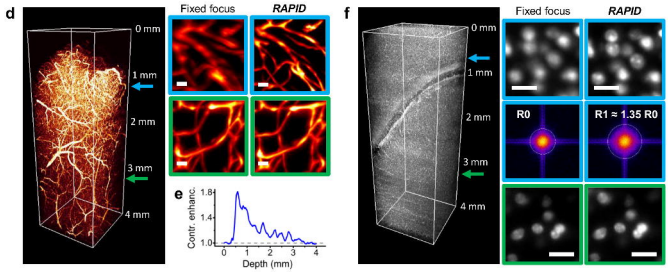 d
0 mm
1 mm
2 mm
3 mm
4 mm
Fixed focus
RAPID
e
Contr. enhanc.
1.8
1.4
1.0
0
1
2
3
4
Depth (mm)
f
0 mm
1 mm
2 mm
3 mm
4 mm
Fixed focus
RAPID
R0
R1 ≈ 1.35 R0